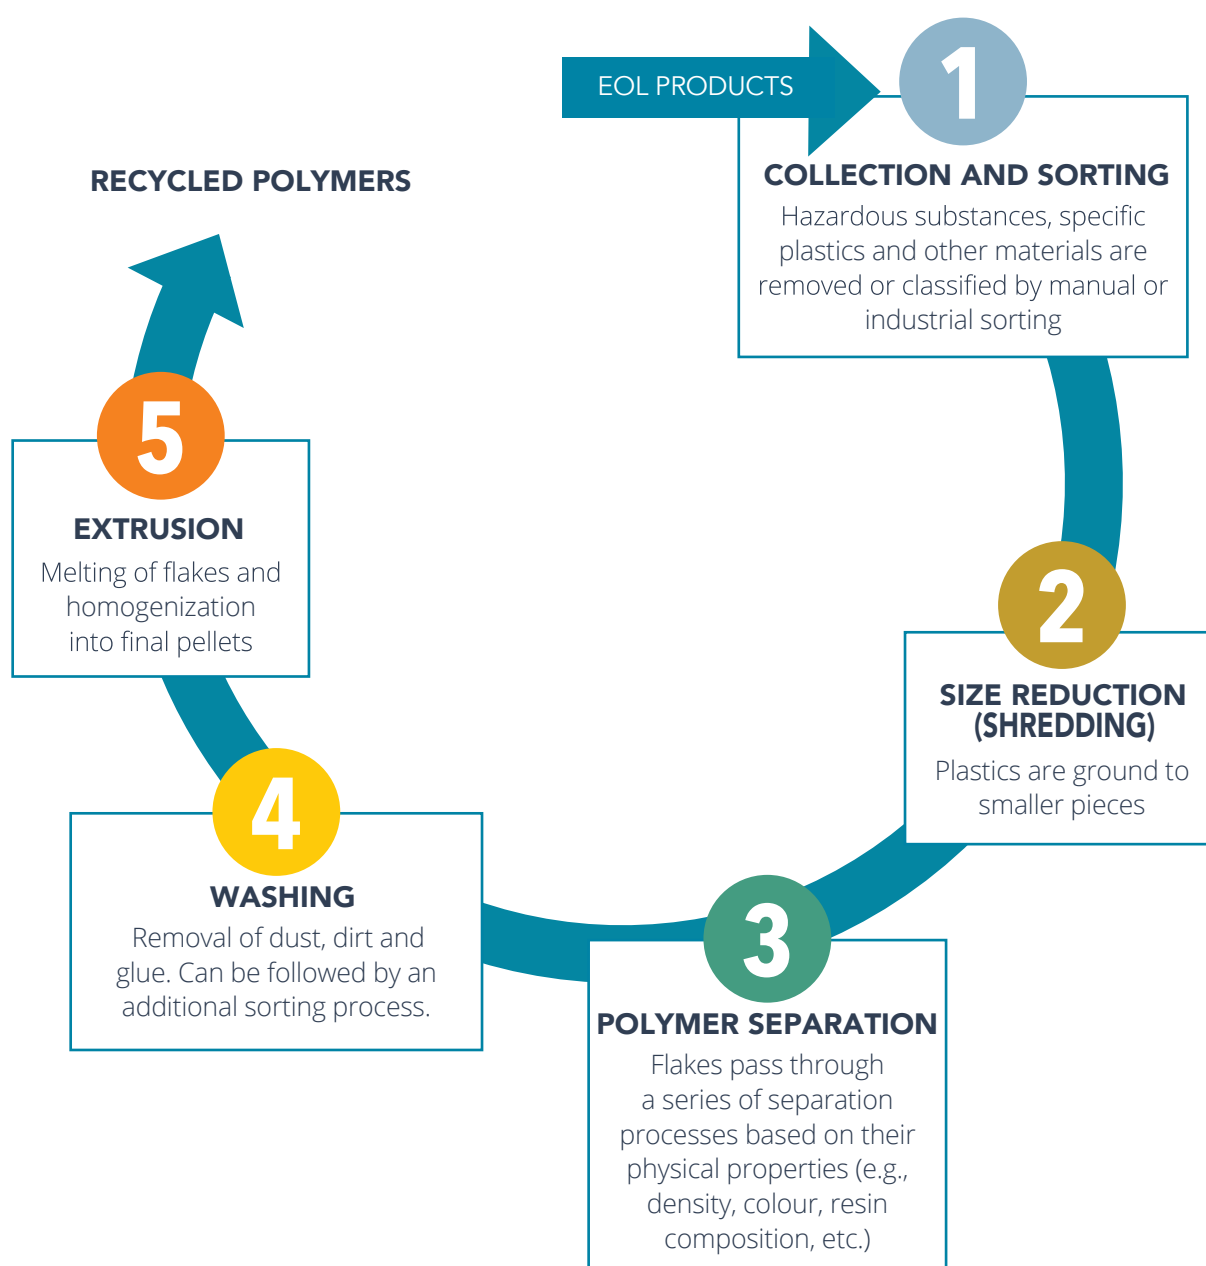 EOL PRODUCTS
1
COLLECTION AND SORTING
Hazardous substances, specific
plastics and other materials are
removed or classified by manual or
industrial sorting
2
SIZE REDUCTION
(SHREDDING)
Plastics are ground to
smaller pieces
3
POLYMER SEPARATION
Flakes pass through
a series of separation
processes based on their
physical properties (e.g.,
density, colour, resin
composition, etc.)
4
WASHING
Removal of dust, dirt and
glue. Can be followed by an
additional sorting process.
5
EXTRUSION
Melting of flakes and
homogenization
into final pellets
RECYCLED POLYMERS